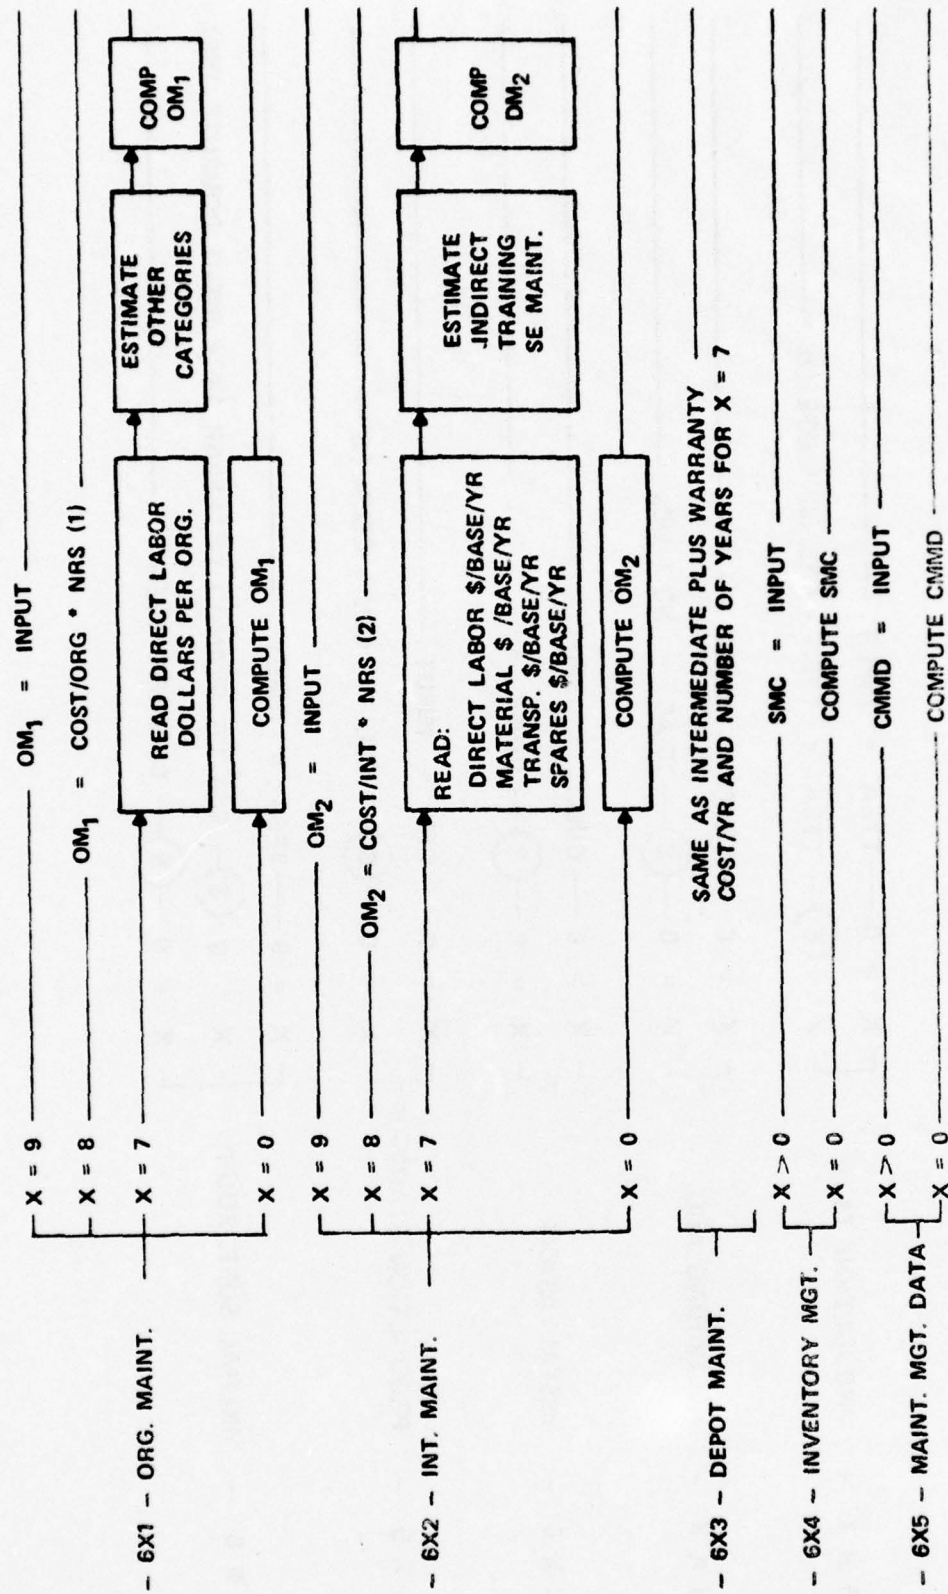 – 6X1 – ORG. MAINT.
X = 9
OM₁ = INPUT
X = 8
OM₁ = COST/ORG * NRS (1)
X = 7
READ DIRECT LABOR
DOLLARS PER ORG.
ESTIMATE
OTHER
CATEGORIES
COMP
OM₁
X = 0
COMPUTE OM₁
– 6X2 – INT. MAINT.
X = 9
OM₂ = INPUT
X = 8
OM₂ = COST/INT * NRS (2)
X = 7
READ:
DIRECT LABOR $/BASE/YR
MATERIAL $ /BASE/YR
TRANSP. $/BASE/YR
SPARES $/BASE/YR
ESTIMATE
INDIRECT
TRAINING
SE MAINT.
COMP
DM₂
X = 0
COMPUTE OM₂
– 6X3 – DEPOT MAINT.
SAME AS INTERMEDIATE PLUS WARRANTY
COST/YR AND NUMBER OF YEARS FOR X = 7
– 6X4 – INVENTORY MGT.
X > 0
SMC = INPUT
X = 0
COMPUTE SMC
– 6X5 – MAINT. MGT. DATA
X > 0
CMMD = INPUT
X = 0
COMPUTE CMMD